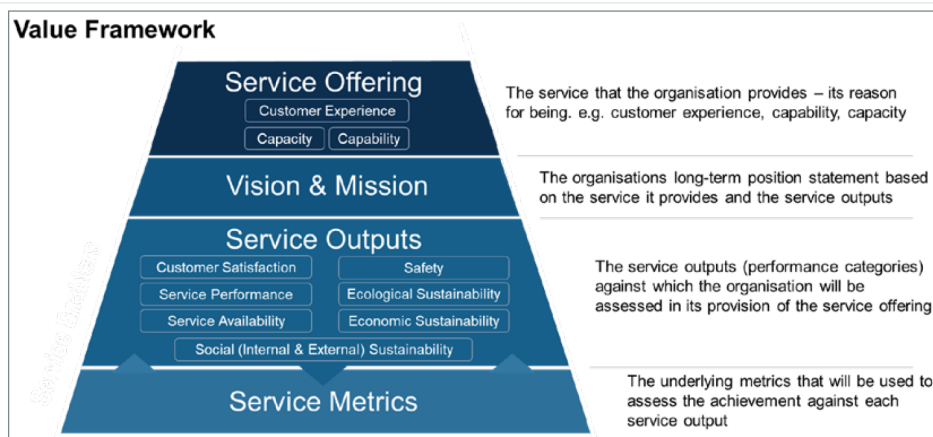 Value Framework
Service Offering
Customer Experience
Capacity
Capability
The service that the organisation provides – its reason
for being. e.g. customer experience, capability, capacity
Vision & Mission
The organisations long-term position statement based
on the service it provides and the service outputs
Service Outputs
Customer Satisfaction
Safety
Service Performance
Ecological Sustainability
Service Availability
Economic Sustainability
Social (Internal & External) Sustainability
The service outputs (performance categories)
against which the organisation will be
assessed in its provision of the service offering
Service Metrics
The underlying metrics that will be used to
assess the achievement against each
service output
Service